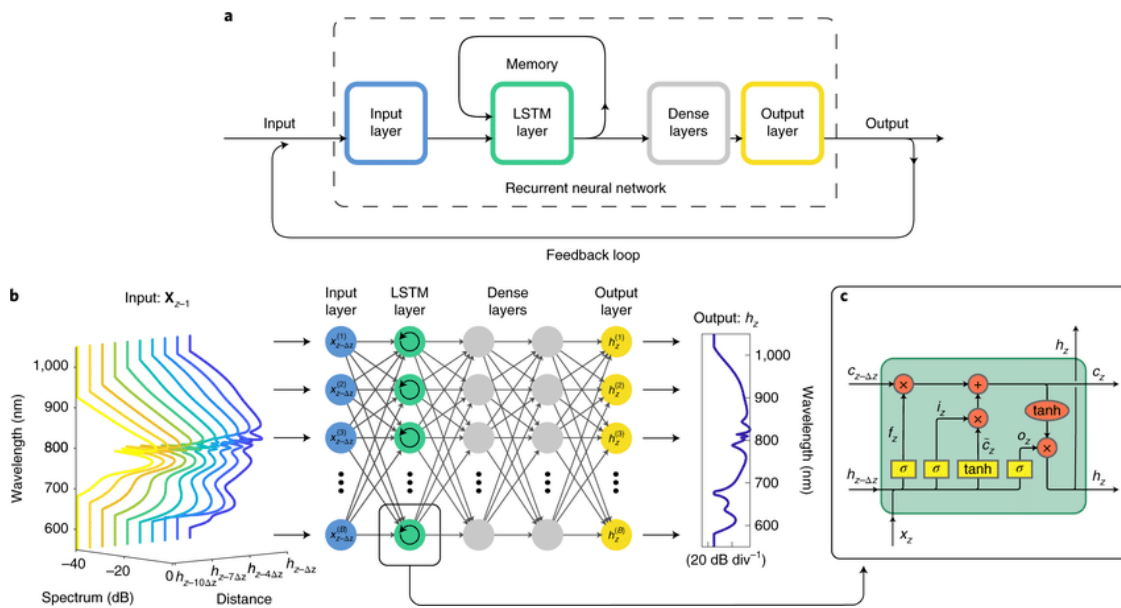 a
Memory
Input
Input
layer
LSTM
layer
Dense
layers
Output
layer
Output
Recurrent neural network
Feedback loop
b
Input: X_{z–1}
Wavelength (nm)
1,000
900
800
700
600
–40
–20
0
Spectrum (dB)
h_{z–10Δz}
h_{z–7Δz}
h_{z–4Δz}
h_{z–Δz}
Distance
Input
layer
LSTM
layer
Dense
layers
Output
layer
x^{(1)}_{z–Δz}
x^{(2)}_{z–Δz}
x^{(3)}_{z–Δz}
x^{(B)}_{z–Δz}
h^{(1)}_z
h^{(2)}_z
h^{(3)}_z
h^{(B)}_z
Output: h_z
1,000
900
800
700
600
Wavelength (nm)
(20 dB div⁻¹)
c
h_z
c_{z–Δz}
×
+
c_z
tanh
i_z
×
o_z
×
f_z
c̃_z
σ
σ
tanh
σ
h_{z–Δz}
h_z
x_z